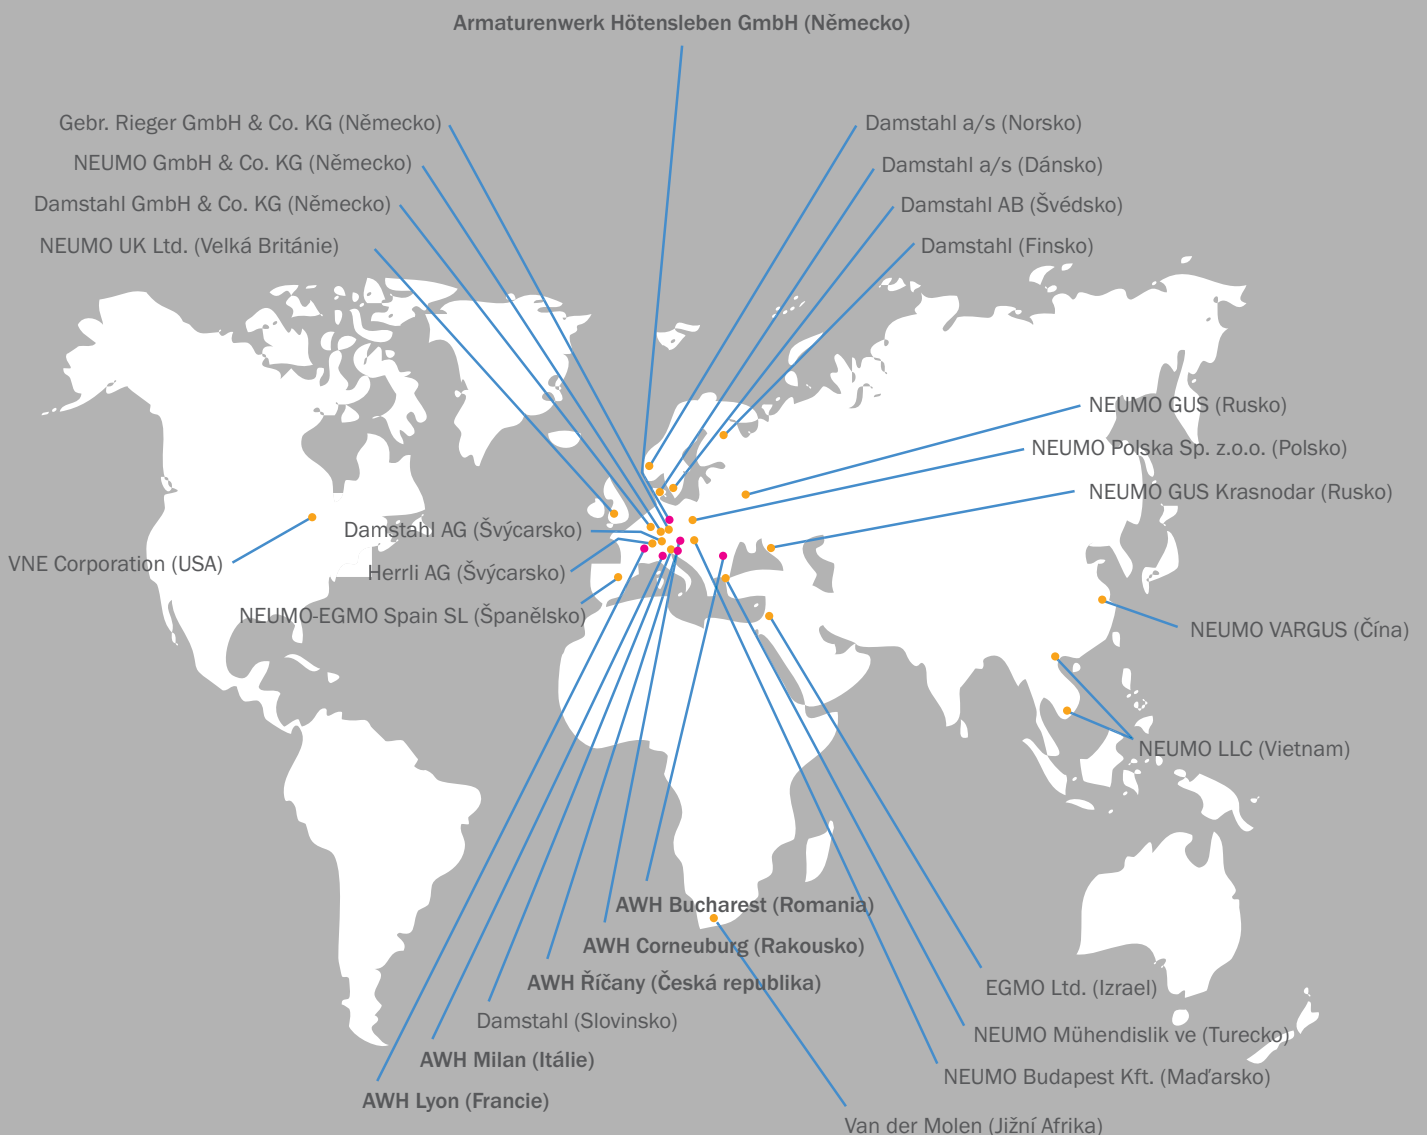 Armaturenwerk Hötensleben GmbH (Německo)
Gebr. Rieger GmbH & Co. KG (Německo)
NEUMO GmbH & Co. KG (Německo)
Damstahl GmbH & Co. KG (Německo)
NEUMO UK Ltd. (Velká Británie)
Damstahl a/s (Norsko)
Damstahl a/s (Dánsko)
Damstahl AB (Švédsko)
Damstahl (Finsko)
NEUMO GUS (Rusko)
NEUMO Polska Sp. z.o.o. (Polsko)
NEUMO GUS Krasnodar (Rusko)
Damstahl AG (Švýcarsko)
VNE Corporation (USA)
Herrli AG (Švýcarsko)
NEUMO-EGMO Spain SL (Španělsko)
NEUMO VARGUS (Čína)
NEUMO LLC (Vietnam)
AWH Bucharest (Romania)
AWH Corneuburg (Rakousko)
AWH Říčany (Česká republika)
EGMO Ltd. (Izrael)
Damstahl (Slovinsko)
NEUMO Mühendislik ve (Turecko)
AWH Milan (Itálie)
NEUMO Budapest Kft. (Maďarsko)
AWH Lyon (Francie)
Van der Molen (Jižní Afrika)